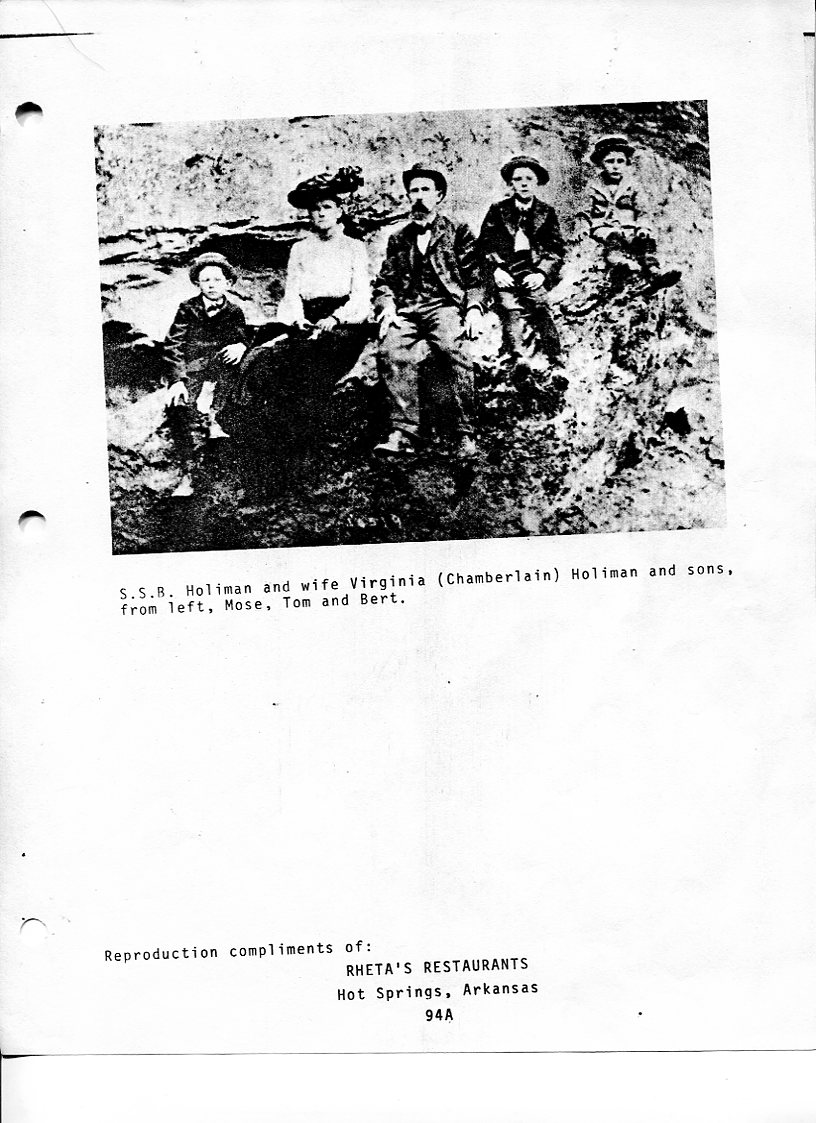 S.S.B. Holiman and wife Virginia (Chamberlain) Holiman and sons,
from left, Mose, Tom and Bert.
Reproduction compliments of:
RHETA'S RESTAURANTS
Hot Springs, Arkansas
94A